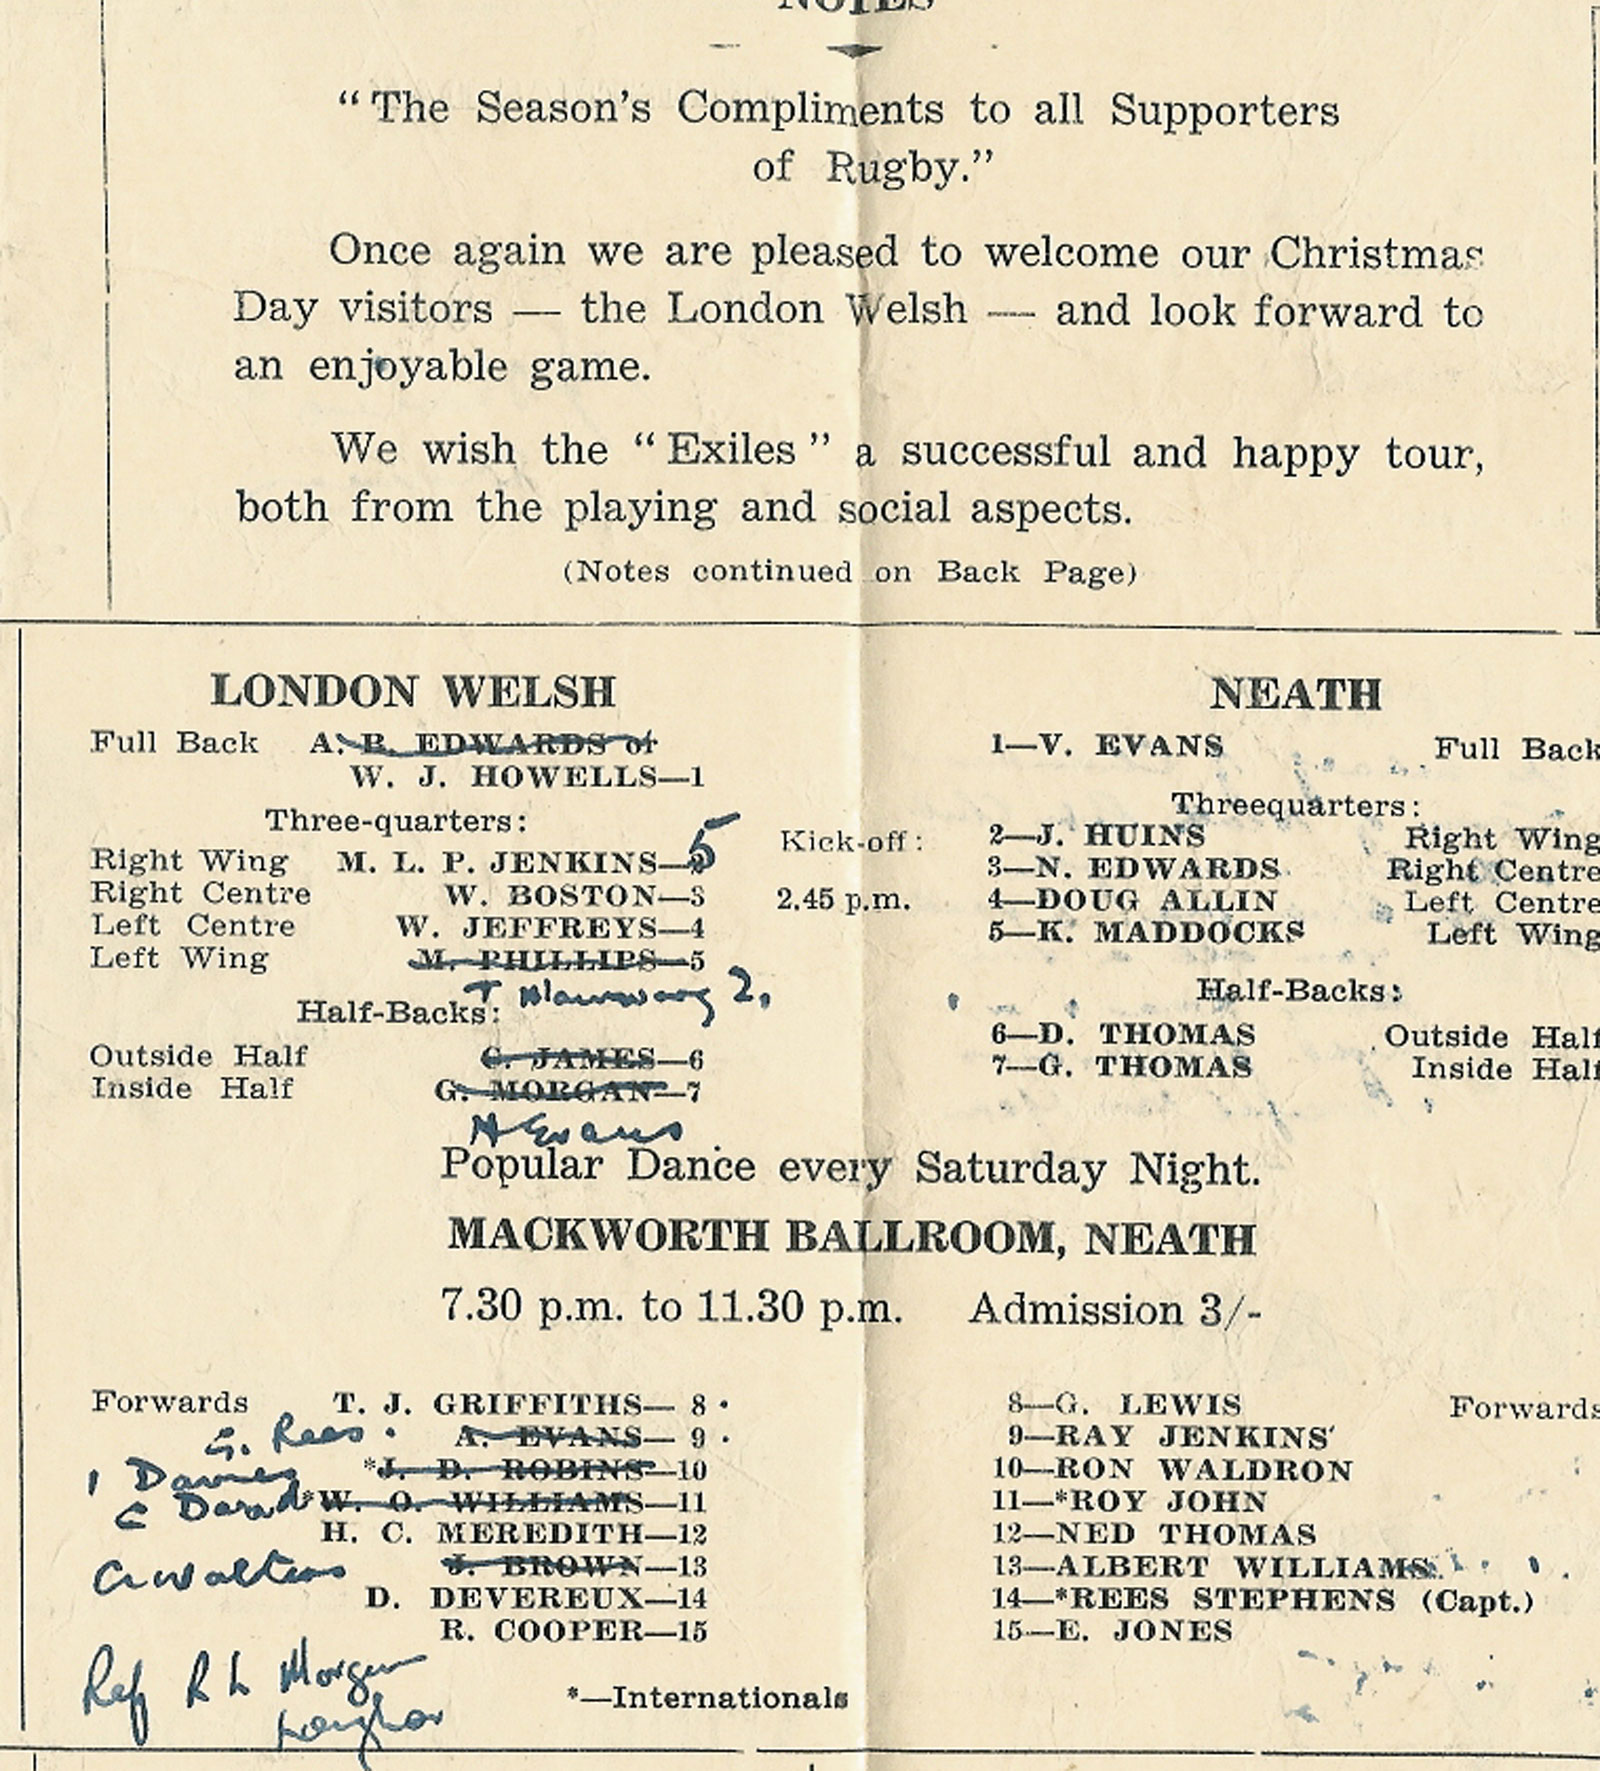 NOTES
“The Season’s Compliments to all Supporters
of Rugby.”
Once again we are pleased to welcome our Christmas
Day visitors — the London Welsh — and look forward to
an enjoyable game.
We wish the “Exiles” a successful and happy tour,
both from the playing and social aspects.
(Notes continued on Back Page)
LONDON WELSH
Full Back A. B. EDWARDS or
W. J. HOWELLS—1
Three-quarters:
Right Wing M. L. P. JENKINS— 5
Right Centre W. BOSTON—3
Left Centre W. JEFFREYS—4
Left Wing M. PHILLIPS—5
T 2.
Half-Backs:
Outside Half C. JAMES—6
Inside Half G. MORGAN—7
H Evans
Kick-off:
2.45 p.m.
NEATH
1—V. EVANS Full Back
Threequarters:
2—J. HUINS Right Wing
3—N. EDWARDS Right Centre
4—DOUG ALLIN Left Centre
5—K. MADDOCKS Left Wing
Half-Backs:
6—D. THOMAS Outside Half
7—G. THOMAS Inside Half
Popular Dance every Saturday Night.
MACKWORTH BALLROOM, NEATH
7.30 p.m. to 11.30 p.m. Admission 3/-
Forwards T. J. GRIFFITHS— 8
G. Rees. A. EVANS— 9
Davies *J. D. ROBINS—10
C David *W. O. WILLIAMS—11
H. C. MEREDITH—12
G Walters J. BROWN—13
D. DEVEREUX—14
R. COOPER—15
Ref R L Morgan
*—Internationals
8—G. LEWIS Forwards
9—RAY JENKINS
10—RON WALDRON
11—*ROY JOHN
12—NED THOMAS
13—ALBERT WILLIAMS
14—*REES STEPHENS (Capt.)
15—E. JONES